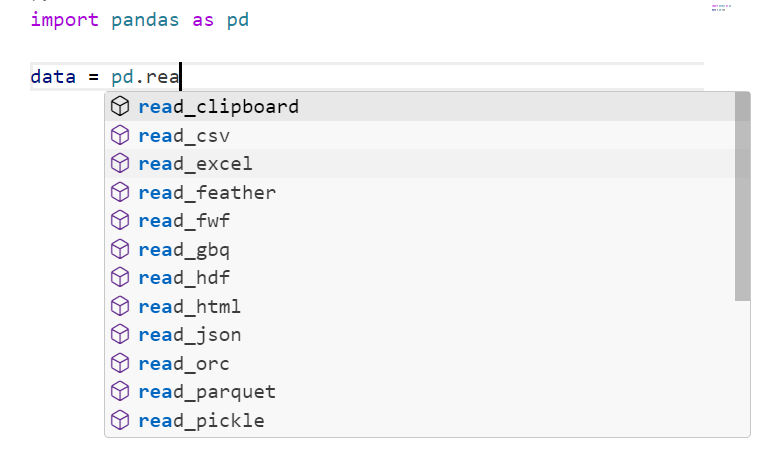 import pandas as pd
data = pd.rea
read_clipboard
read_csv
read_excel
read_feather
read_fwf
read_gbq
read_hdf
read_html
read_json
read_orc
read_parquet
read_pickle